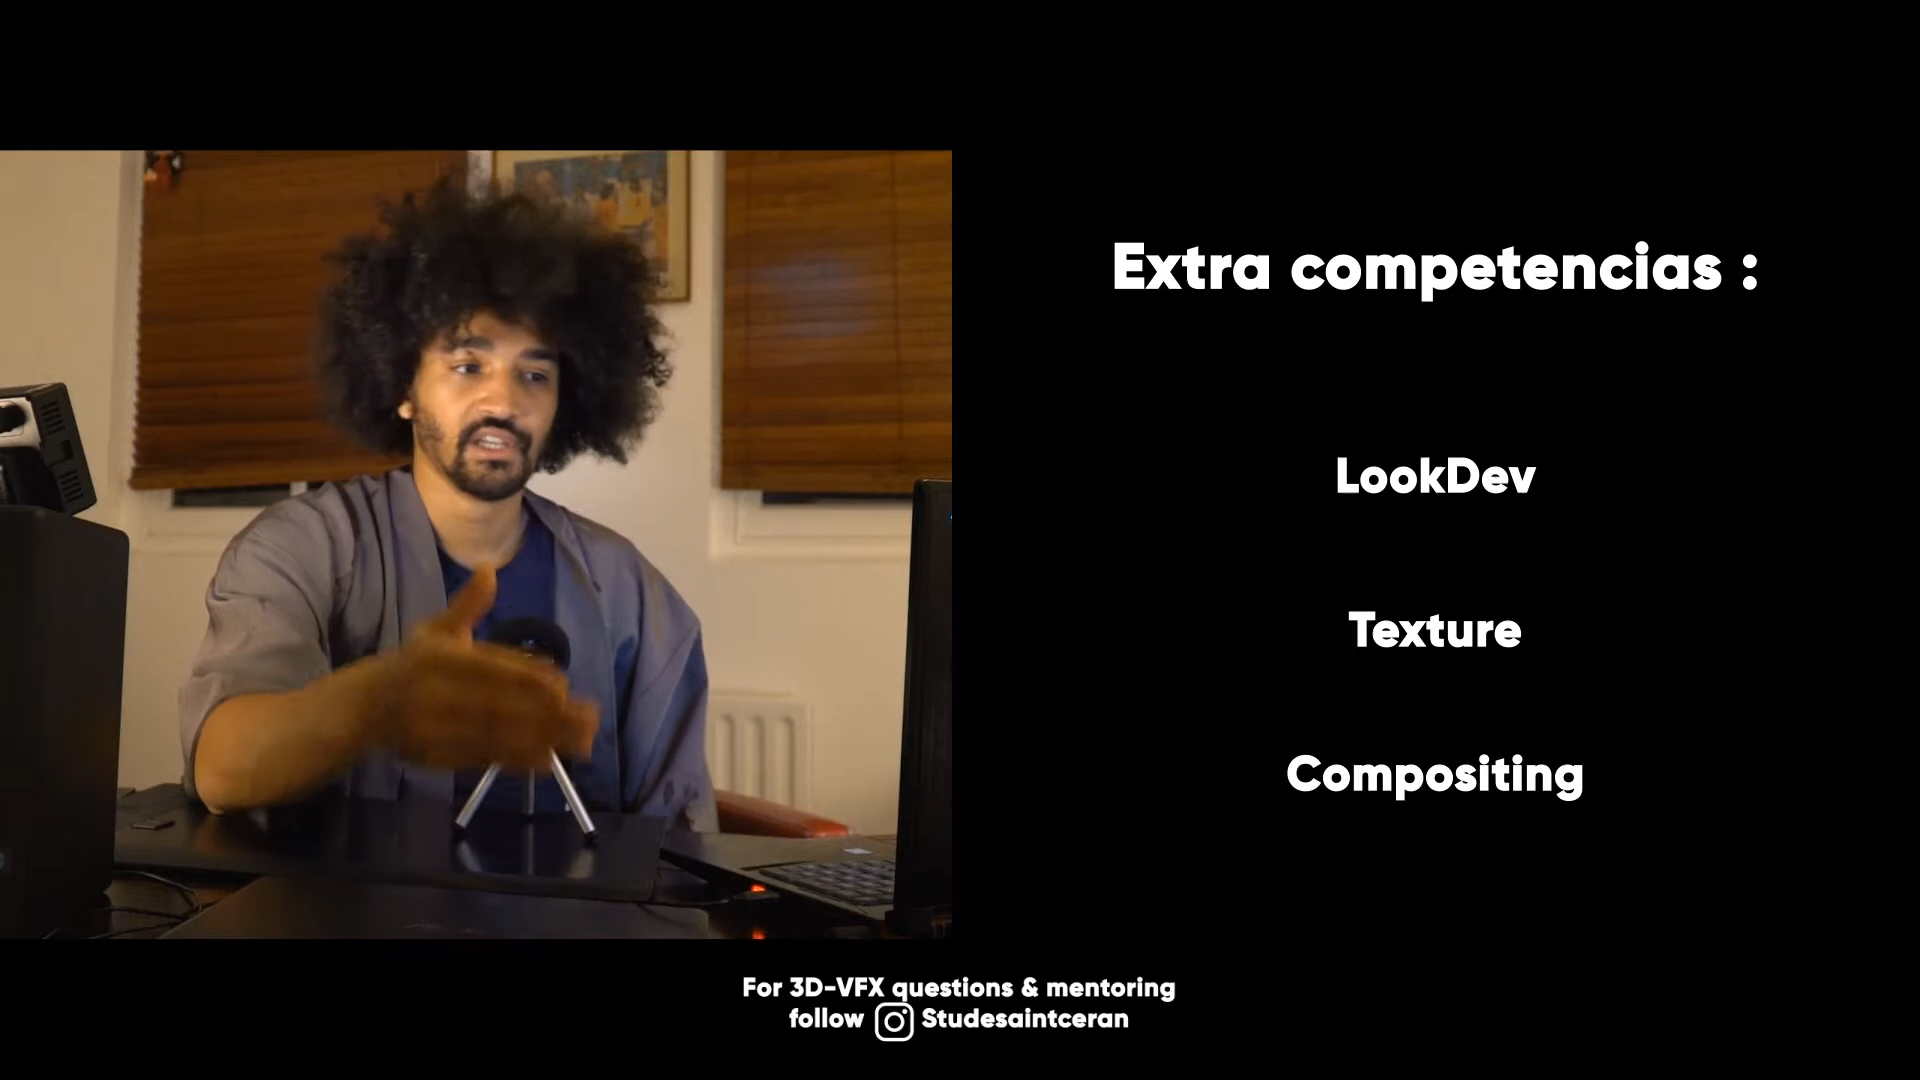 Extra competencias :
LookDev
Texture
Compositing
For 3D-VFX questions & mentoring
follow Studesaintceran